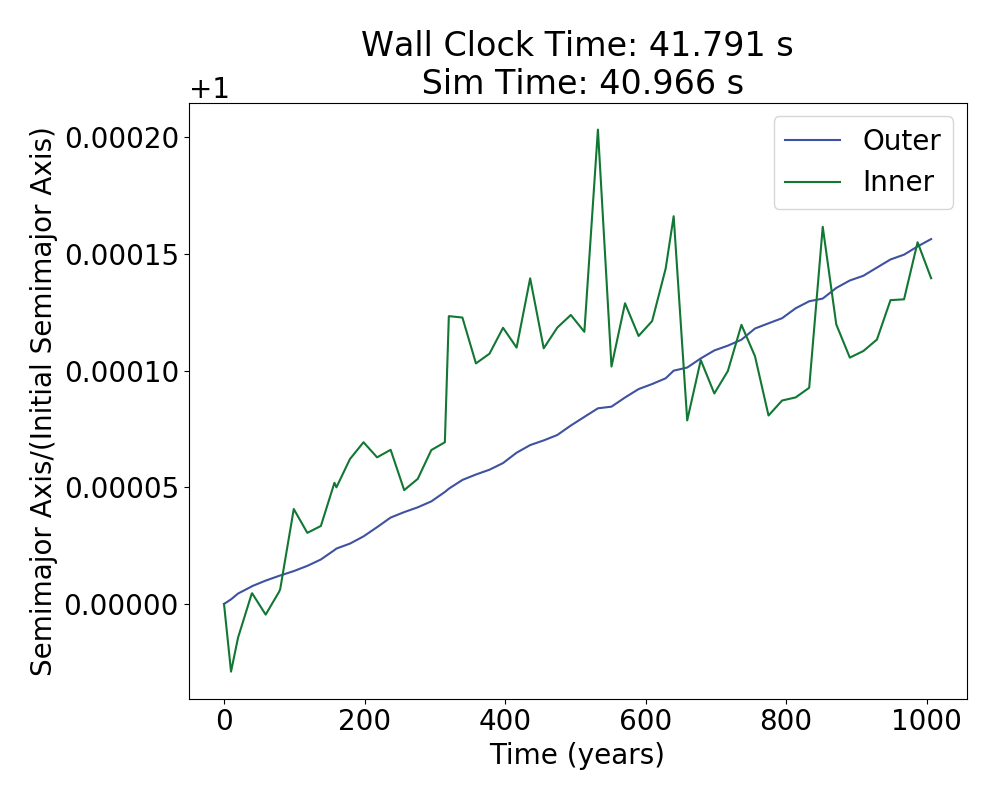 Wall Clock Time: 41.791 s
Sim Time: 40.966 s
+1
Semimajor Axis/(Initial Semimajor Axis)
0.00020
0.00015
0.00010
0.00005
0.00000
Outer
Inner
0 200 400 600 800 1000
Time (years)